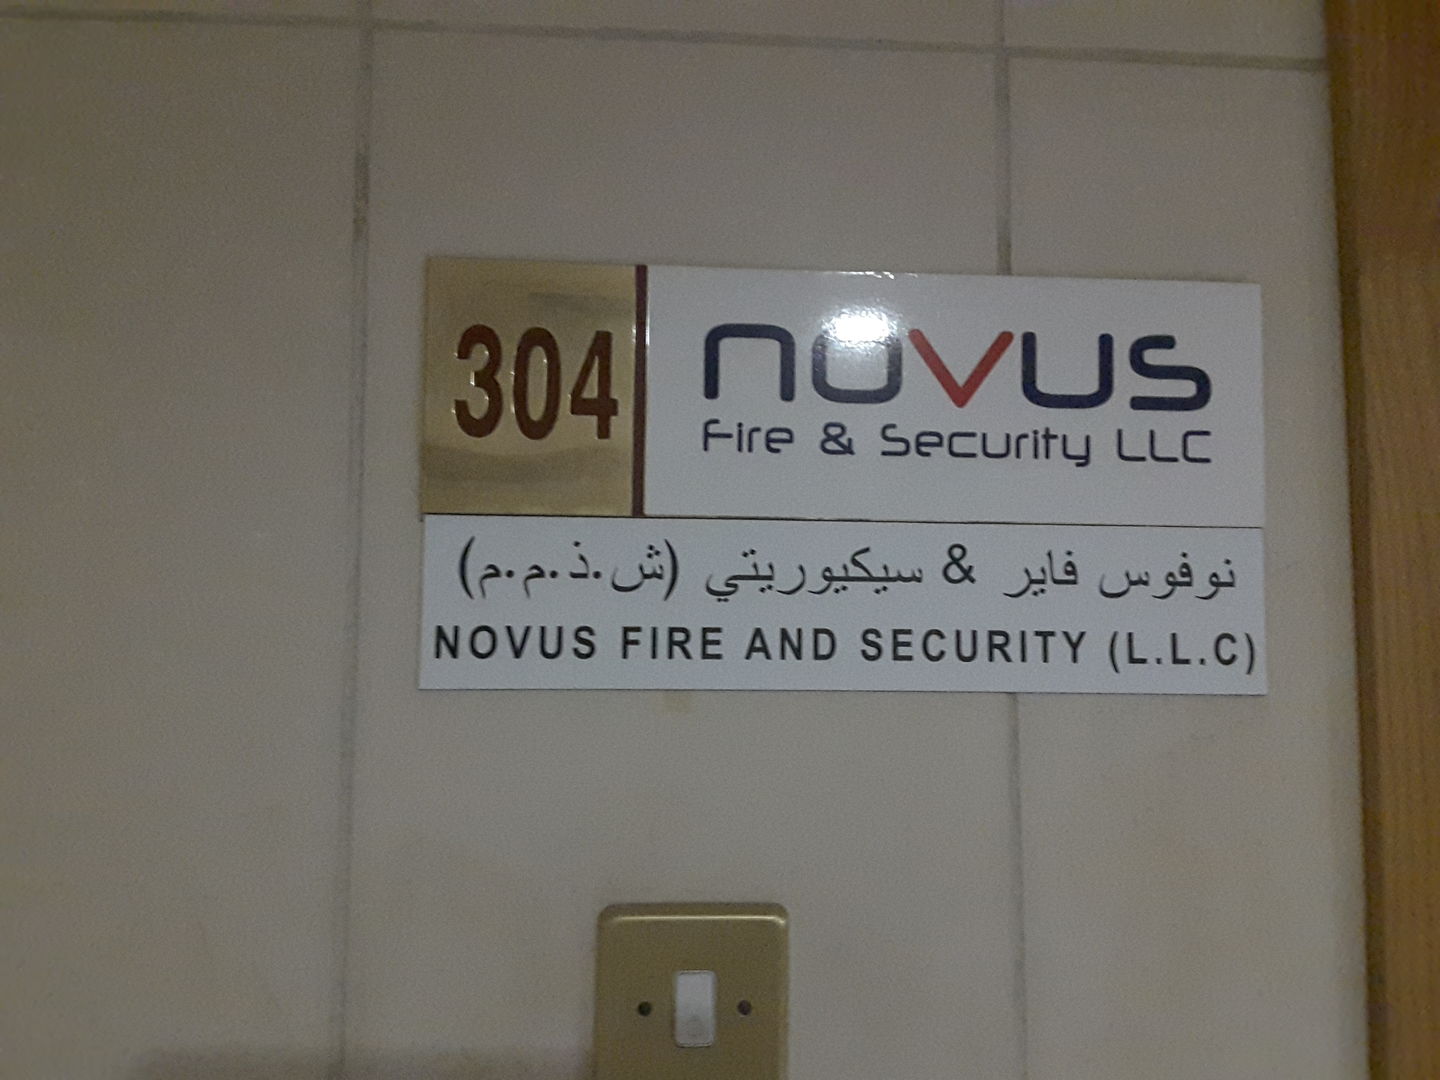 304
novus
Fire & Security LLC
نوفوس فاير & سيكيوريتي (ش.ذ.م.م)
NOVUS FIRE AND SECURITY (L.L.C)